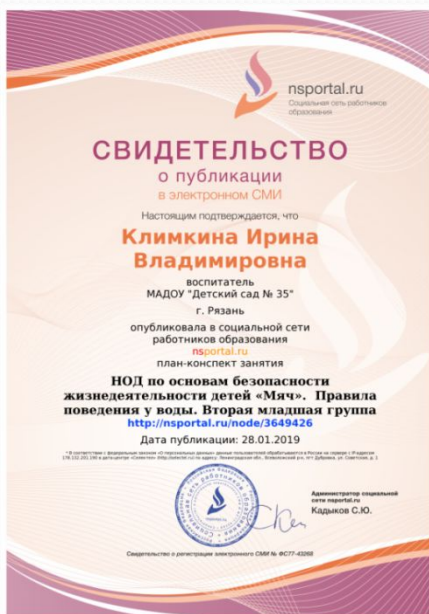 nsportal.ru
Социальная сеть работников
образования
СВИДЕТЕЛЬСТВО
о публикации
в электронном СМИ
Настоящим подтверждается, что
Климкина Ирина
Владимировна
воспитатель
МАДОУ "Детский сад № 35"
г. Рязань
опубликовала в социальной сети
работников образования
nsportal.ru
план-конспект занятия
НОД по основам безопасности
жизнедеятельности детей «Мяч». Правила
поведения у воды. Вторая младшая группа
http://nsportal.ru/node/3649426
Дата публикации: 28.01.2019
Администратор социальной
сети nsportal.ru
Кадыков С.Ю.
Свидетельство о регистрации электронного СМИ № ФС77-43268